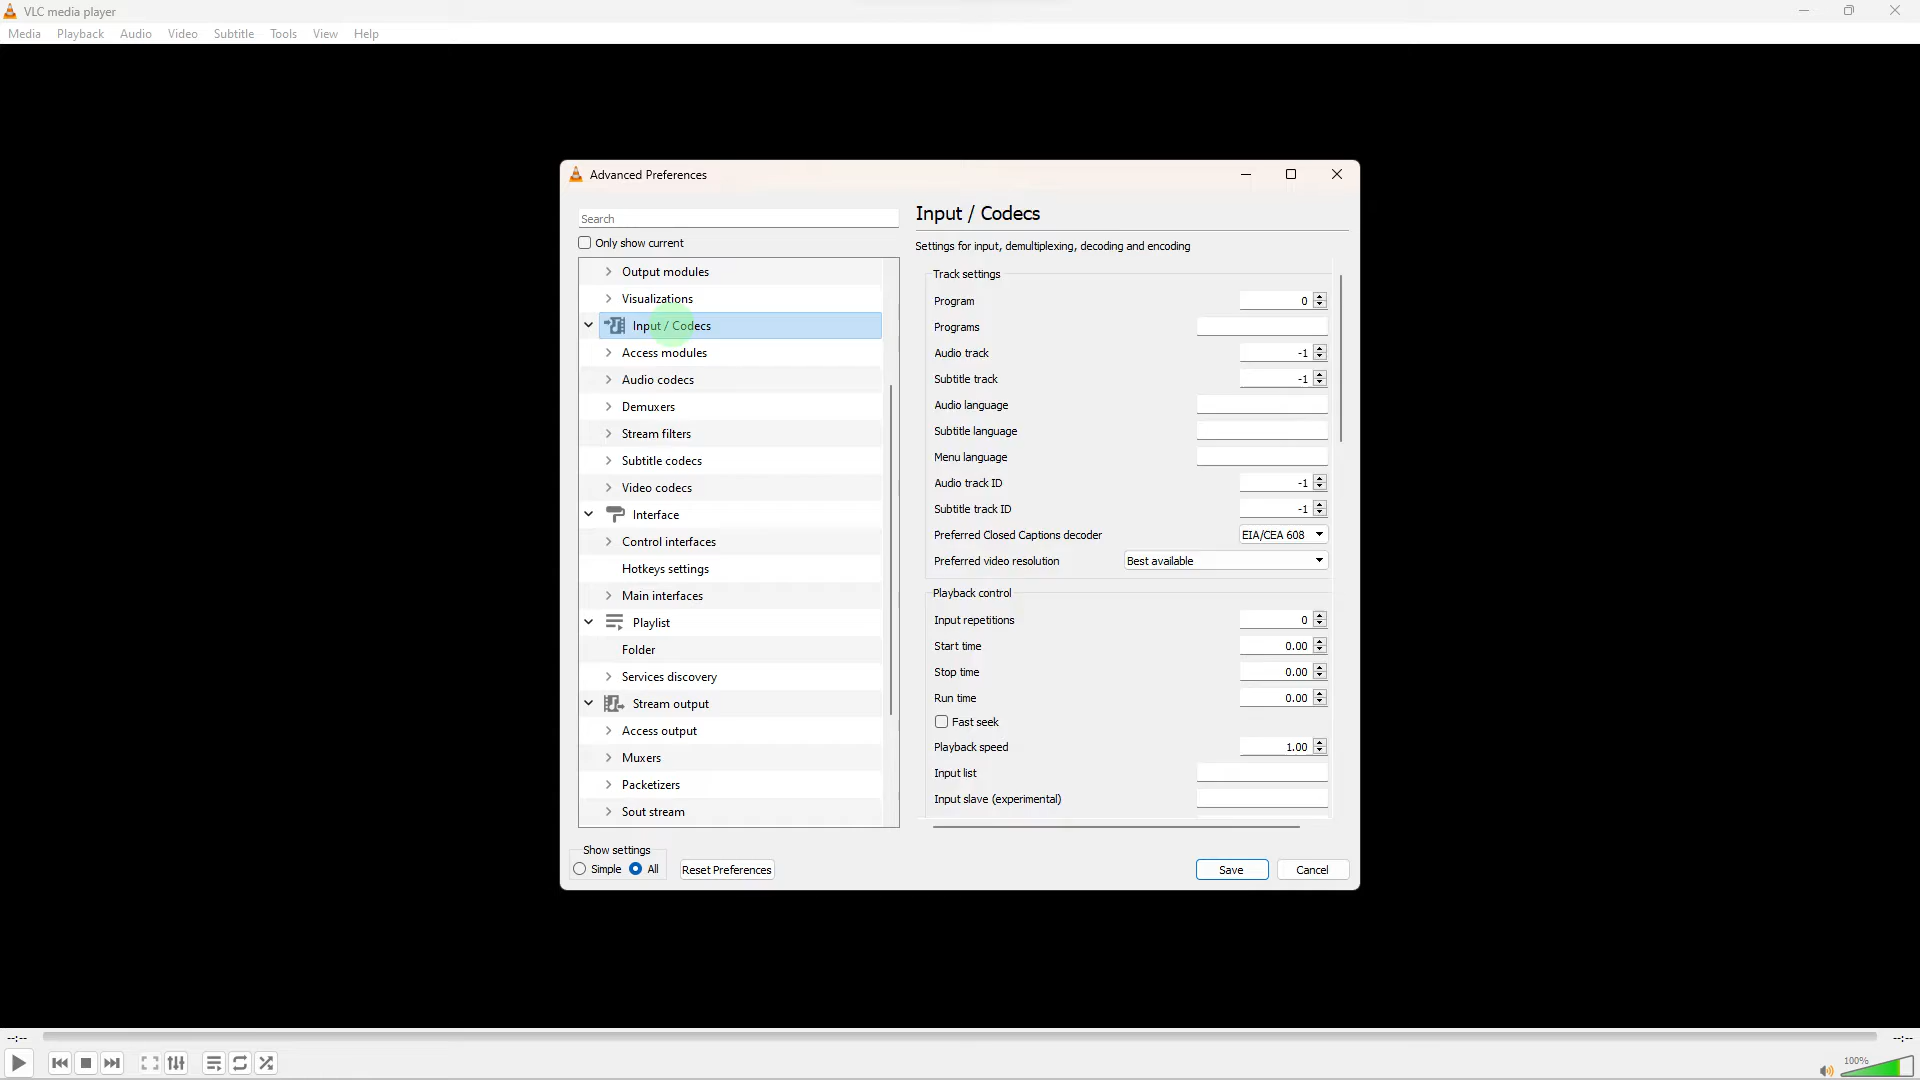 VLC media player
Media Playback Audio Video Subtitle Tools View Help
Advanced Preferences
Search
Only show current
Output modules
Visualizations
Input / Codecs
Access modules
Audio codecs
Demuxers
Stream filters
Subtitle codecs
Video codecs
Interface
Control interfaces
Hotkeys settings
Main interfaces
Playlist
Folder
Services discovery
Stream output
Access output
Muxers
Packetizers
Sout stream
Input / Codecs
Settings for input, demultiplexing, decoding and encoding
Track settings
Program 0
Programs
Audio track -1
Subtitle track -1
Audio language
Subtitle language
Menu language
Audio track ID -1
Subtitle track ID -1
Preferred Closed Captions decoder EIA/CEA 608
Preferred video resolution Best available
Playback control
Input repetitions 0
Start time 0.00
Stop time 0.00
Run time 0.00
Fast seek
Playback speed 1.00
Input list
Input slave (experimental)
Show settings
Simple All
Reset Preferences
Save Cancel
--:-- --:--
100%